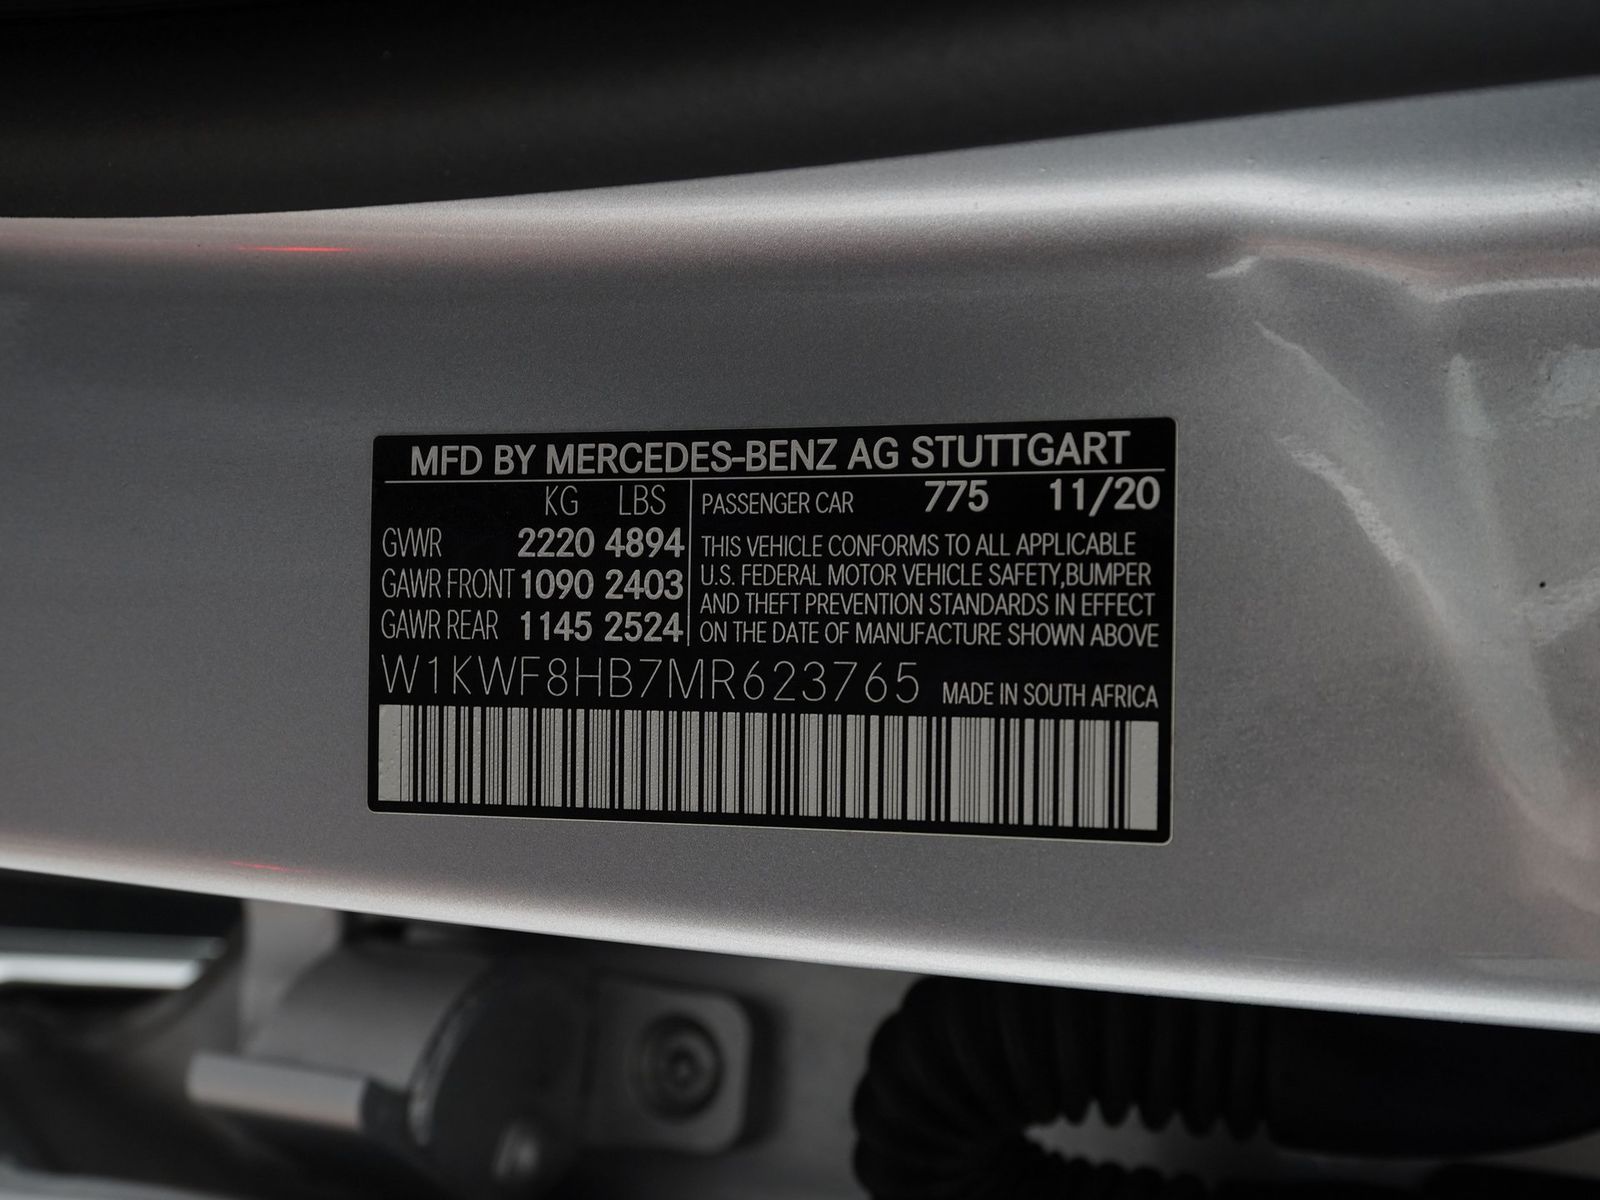 MFD BY MERCEDES-BENZ AG STUTTGART
KG LBS
GVWR 2220 4894
GAWR FRONT 1090 2403
GAWR REAR 1145 2524
PASSENGER CAR 775 11/20
THIS VEHICLE CONFORMS TO ALL APPLICABLE
U.S. FEDERAL MOTOR VEHICLE SAFETY,BUMPER
AND THEFT PREVENTION STANDARDS IN EFFECT
ON THE DATE OF MANUFACTURE SHOWN ABOVE
W1KWF8HB7MR623765
MADE IN SOUTH AFRICA